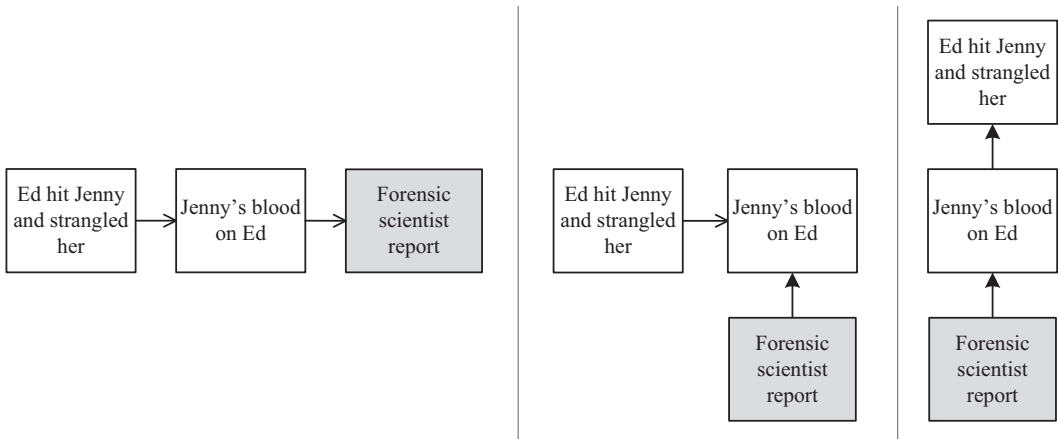 Ed hit Jenny
and strangled
her
Jenny's blood
on Ed
Forensic
scientist
report
Ed hit Jenny
and strangled
her
Jenny's blood
on Ed
Forensic
scientist
report
Ed hit Jenny
and strangled
her
Jenny's blood
on Ed
Forensic
scientist
report